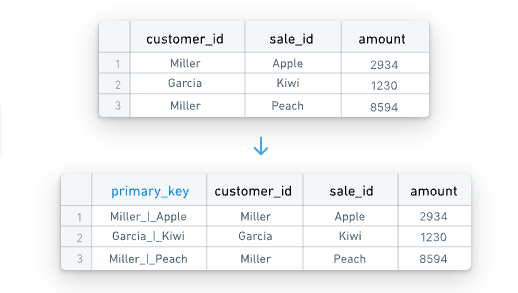 customer_id sale_id amount
1 Miller Apple 2934
2 Garcia Kiwi 1230
3 Miller Peach 8594
primary_key customer_id sale_id amount
1 Miller_|_Apple Miller Apple 2934
2 Garcia_|_Kiwi Garcia Kiwi 1230
3 Miller_|_Peach Miller Peach 8594